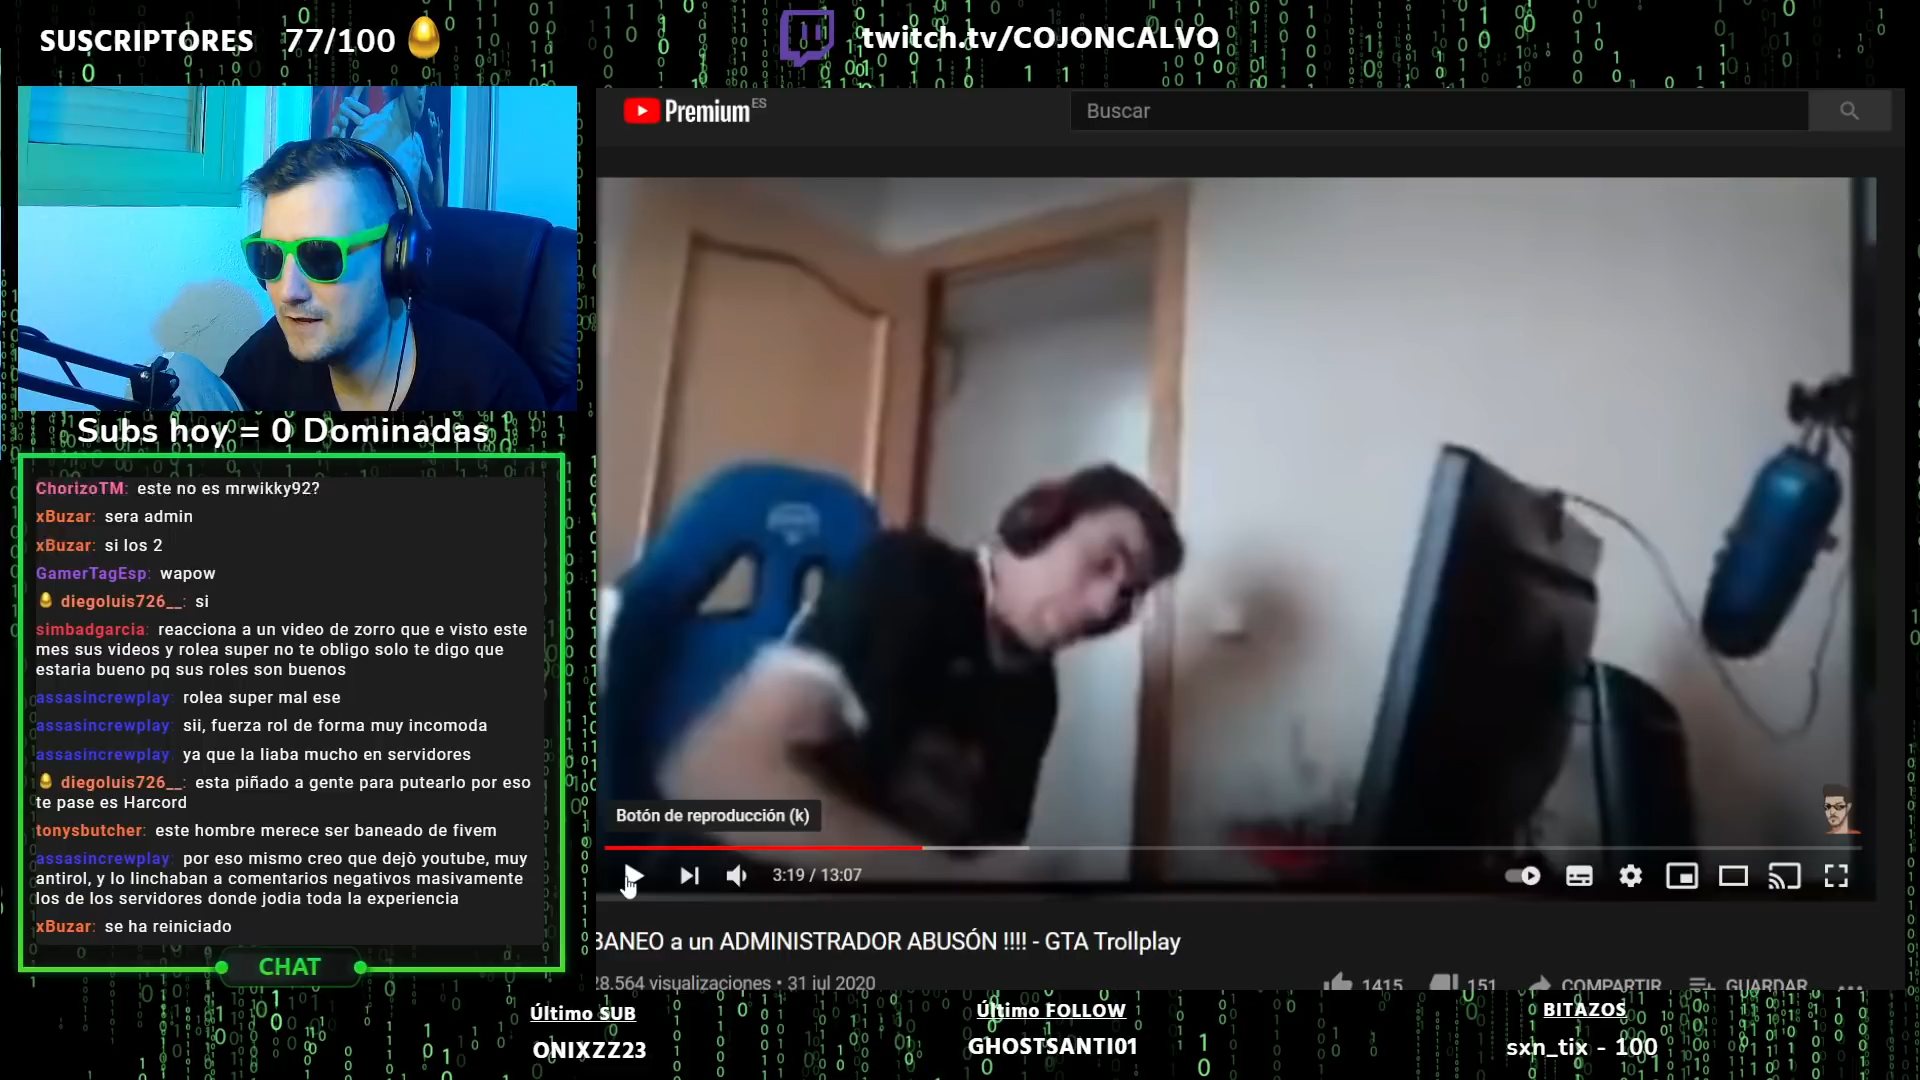 SUSCRIPTORES 77/100
twitch.tv/COJONCALVO
Premium ES
Buscar
Subs hoy = 0 Dominadas
ChorizoTM: este no es mrwikky92?
xBuzar: sera admin
xBuzar: si los 2
GamerTagEsp: wapow
diegoluis726__: si
simbadgarcia: reacciona a un video de zorro que e visto este
mes sus videos y rolea super no te obligo solo te digo que
estaria bueno pq sus roles son buenos
assasincrewplay: rolea super mal ese
assasincrewplay: sii, fuerza rol de forma muy incomoda
assasincrewplay: ya que la liaba mucho en servidores
diegoluis726__: esta piñado a gente para putearlo por eso
te pase es Harcord
tonysbutcher: este hombre merece ser baneado de fivem
assasincrewplay: por eso mismo creo que dejò youtube, muy
antirol, y lo linchaban a comentarios negativos masivamente
los de los servidores donde jodia toda la experiencia
xBuzar: se ha reiniciado
CHAT
Botón de reproducción (k)
3:19 / 13:07
BANEO a un ADMINISTRADOR ABUSÓN !!!! - GTA Trollplay
28.564 visualizaciones • 31 jul 2020
1415 151 COMPARTIR GUARDAR
Último SUB
ONIXZZ23
Último FOLLOW
GHOSTSANTI01
BITAZOS
sxn_tix - 100